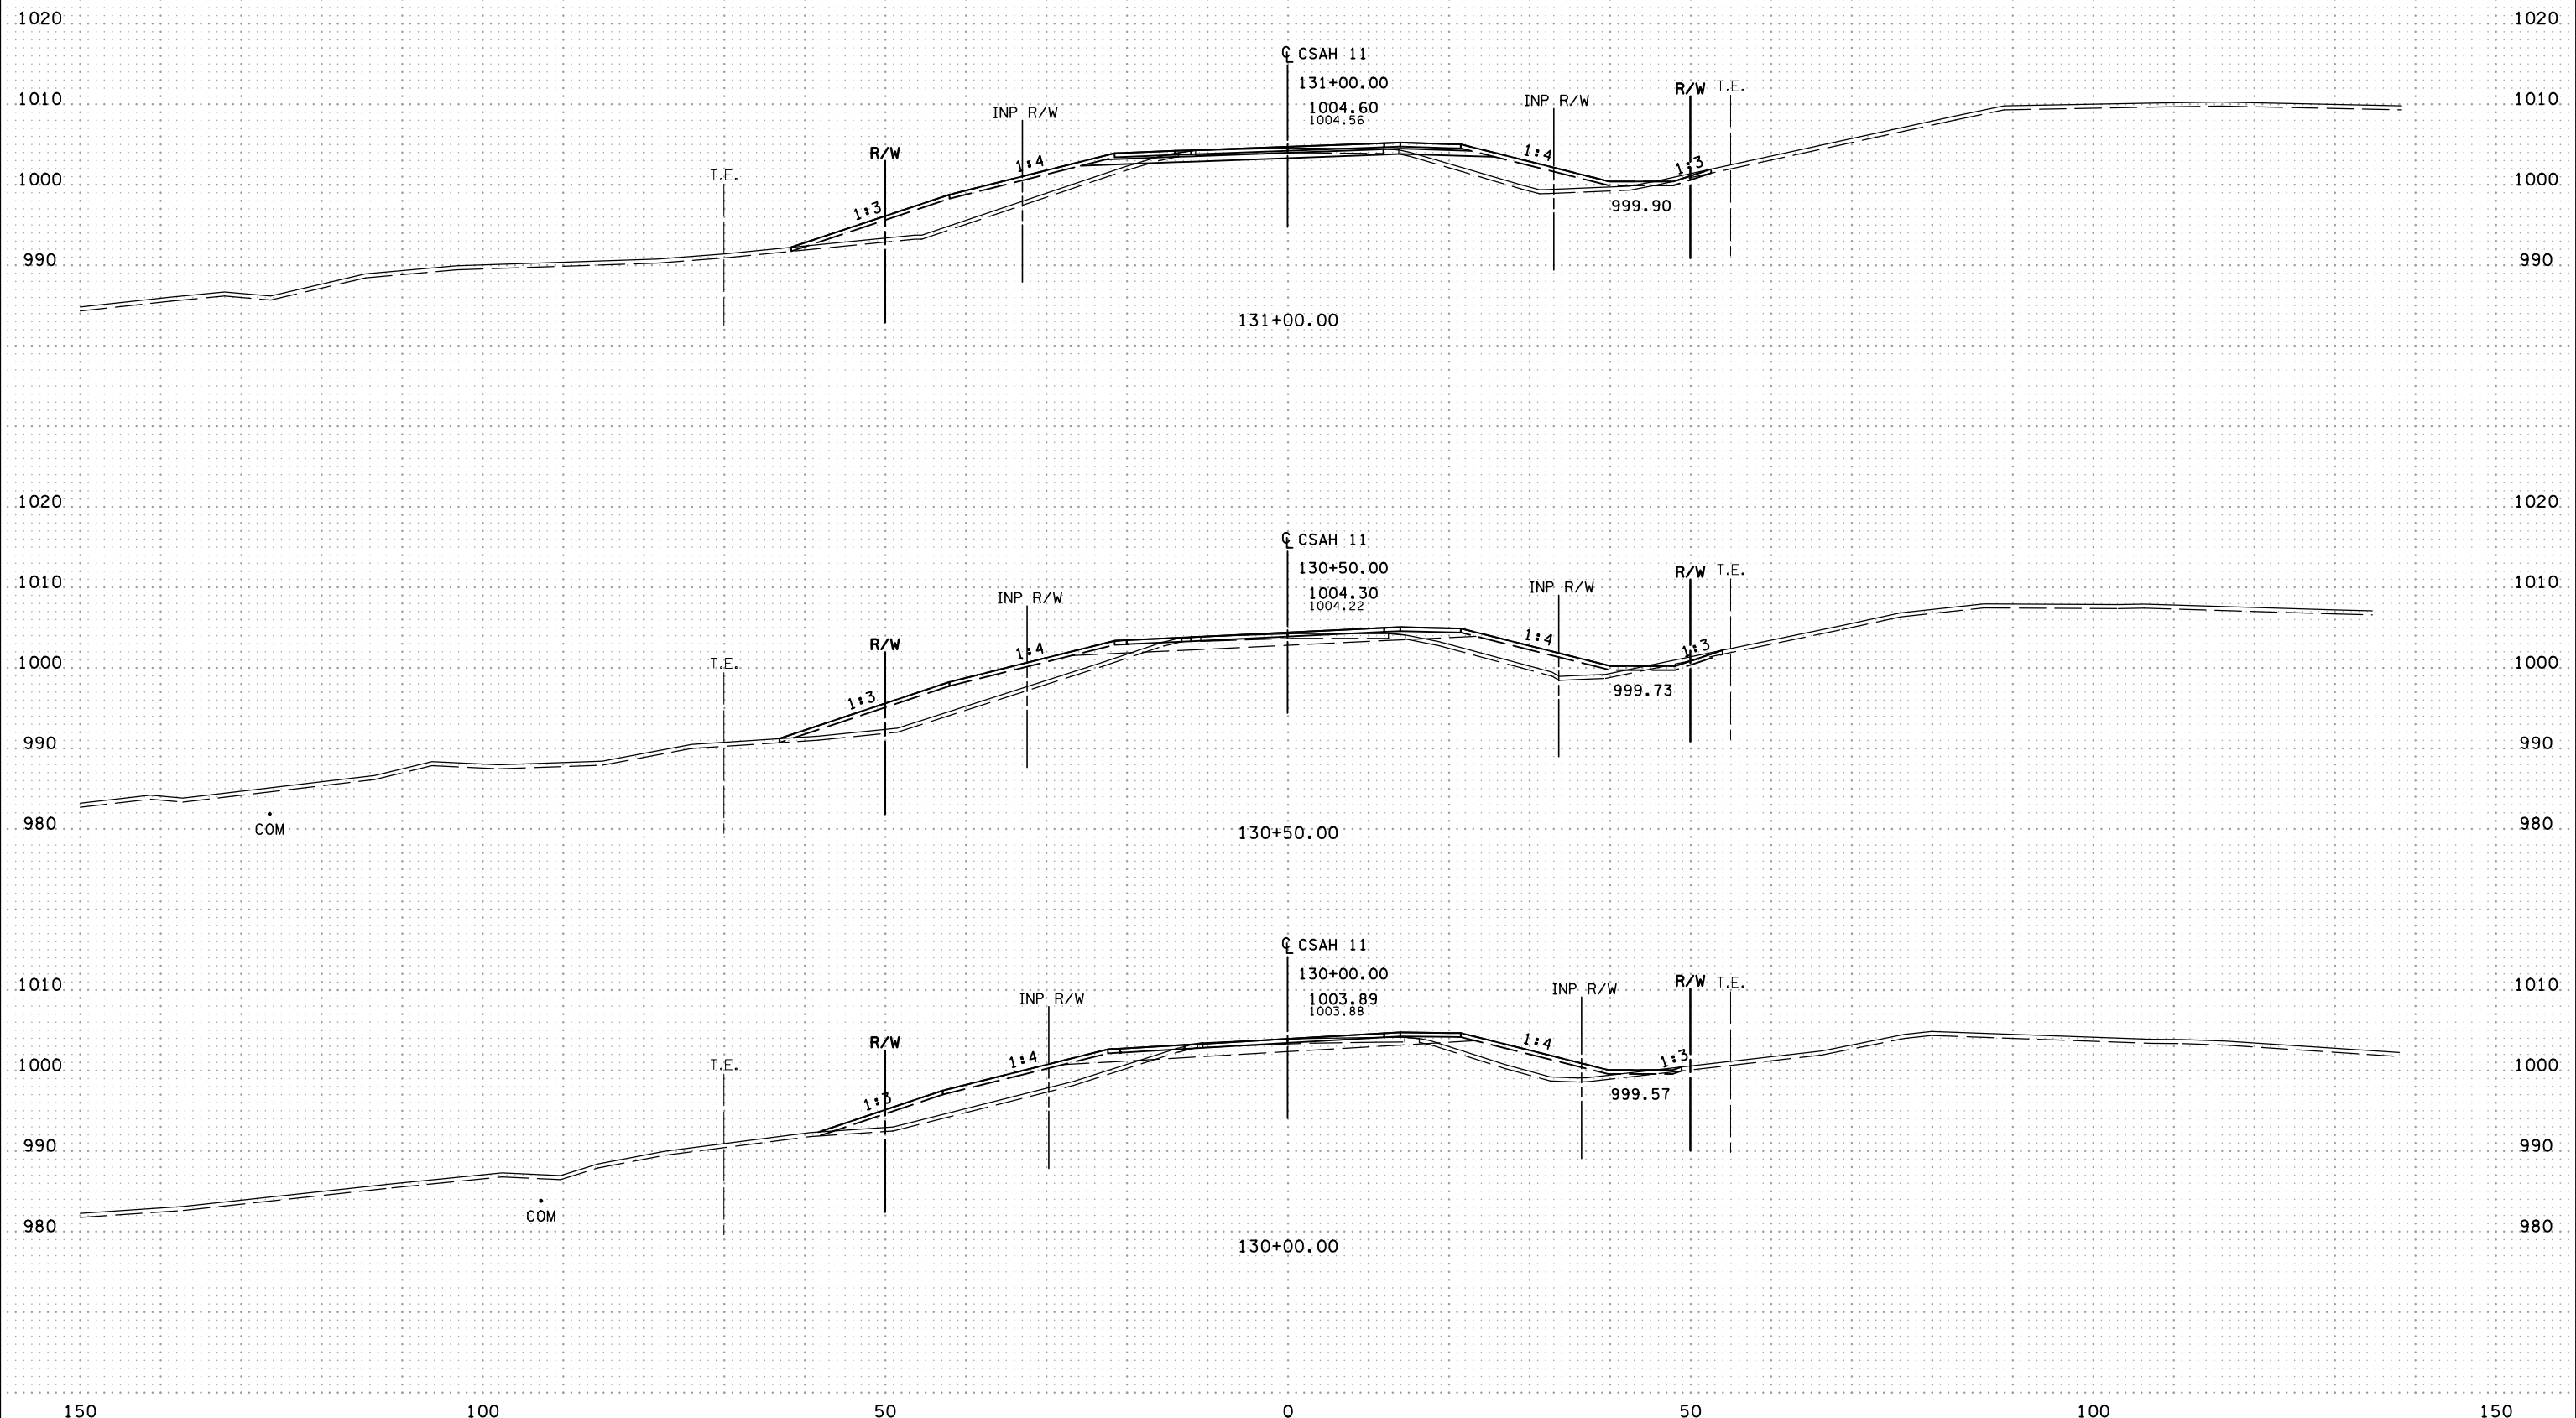 1020 1020
℄ CSAH 11
131+00.00
1010 INP R/W INP R/W R/W T.E. 1010
1004.60
1004.56
R/W
1:4 1:4
1000 T.E. 1:3 1000
1:3 999.90
990 990
131+00.00
1020 1020
℄ CSAH 11
130+50.00
1010 R/W T.E. 1010
INP R/W 1004.30 INP R/W
1004.22
R/W
1:4 1:4
1000 T.E. 1:3 1000
1:3 999.73
990 990
980 COM 980
130+50.00
℄ CSAH 11
130+00.00
1010 R/W T.E. 1010
INP R/W 1003.89 INP R/W
1003.88
R/W
1:4 1:4
1000 T.E. 1:3 1000
1:3 999.57
990 990
COM
980 980
130+00.00
150 100 50 0 50 100 150